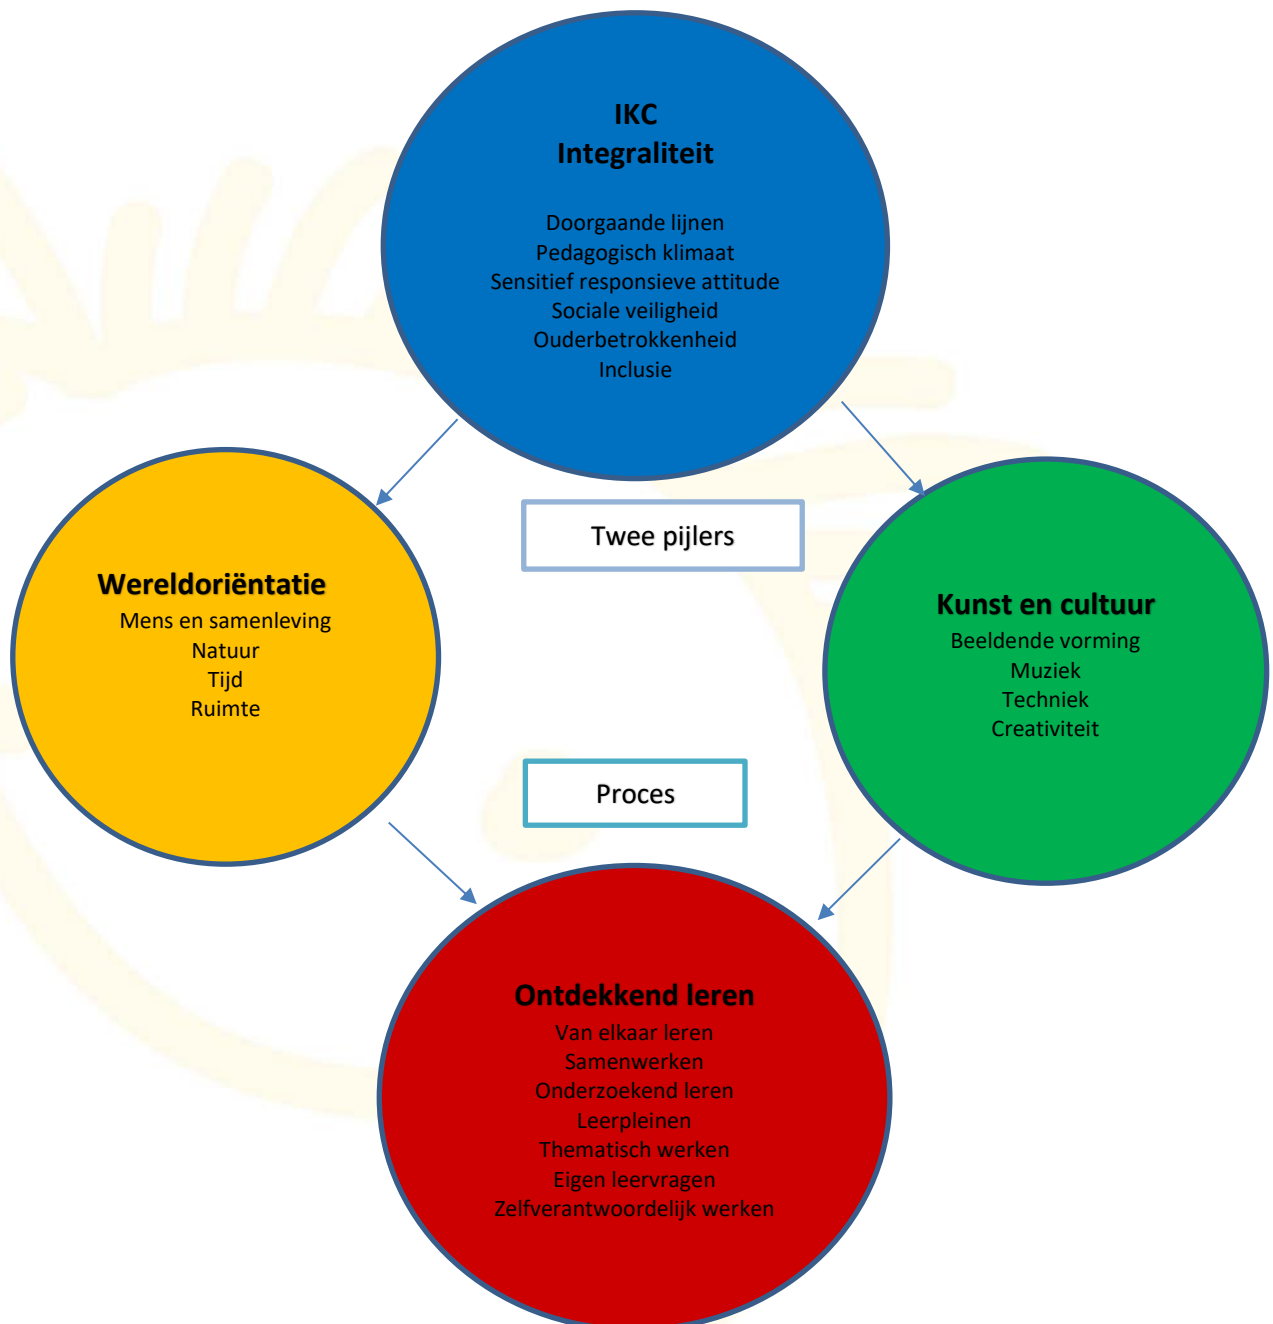 IKC
Integraliteit
Doorgaande lijnen
Pedagogisch klimaat
Sensitief responsieve attitude
Sociale veiligheid
Ouderbetrokkenheid
Inclusie
Twee pijlers
Wereldoriëntatie
Mens en samenleving
Natuur
Tijd
Ruimte
Kunst en cultuur
Beeldende vorming
Muziek
Techniek
Creativiteit
Proces
Ontdekkend leren
Van elkaar leren
Samenwerken
Onderzoekend leren
Leerpleinen
Thematisch werken
Eigen leervragen
Zelfverantwoordelijk werken